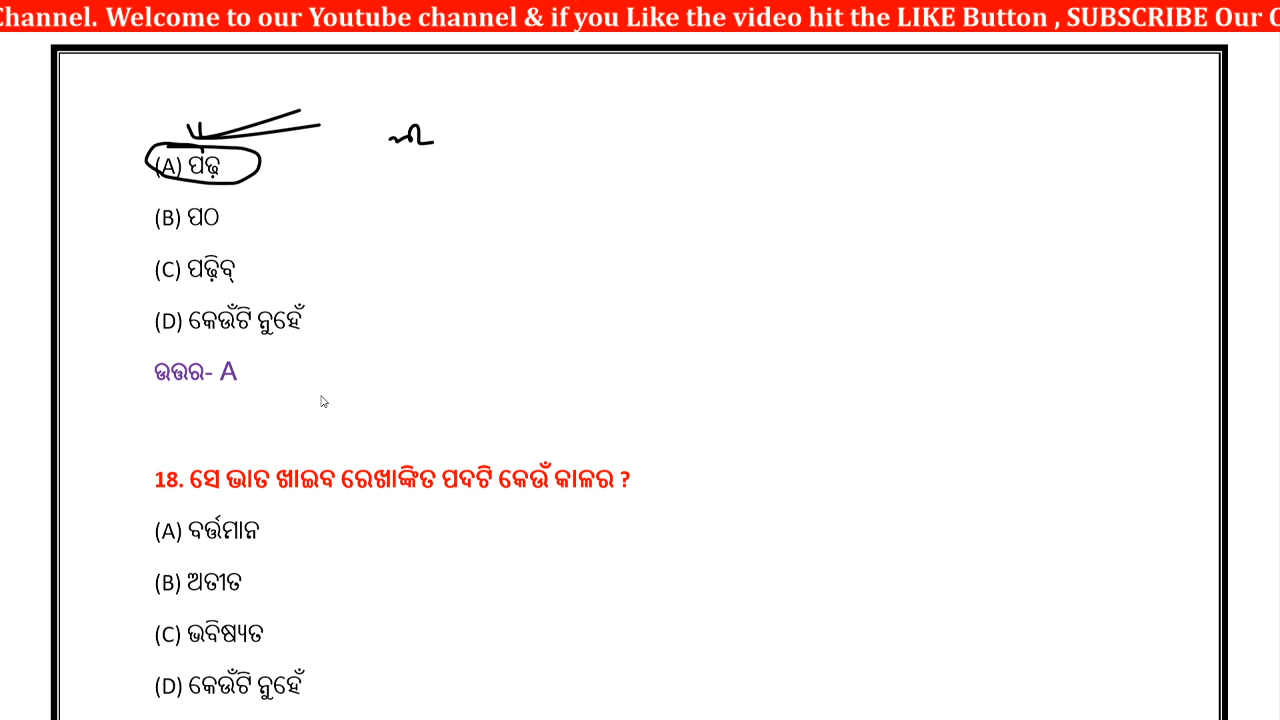 Channel. Welcome to our Youtube channel & if you Like the video hit the LIKE Button , SUBSCRIBE Our
(A) ପଢ଼
(B) ପଠ
(C) ପଢ଼ିବ୍
(D) କେଉଁଟି ନୁହେଁ
ଉତ୍ତର- A
18. ସେ ଭାତ ଖାଇବ ରେଖାଙ୍କିତ ପଦଟି କେଉଁ କାଳର ?
(A) ବର୍ତ୍ତମାନ
(B) ଅତୀତ
(C) ଭବିଷ୍ୟତ
(D) କେଉଁଟି ନୁହେଁ